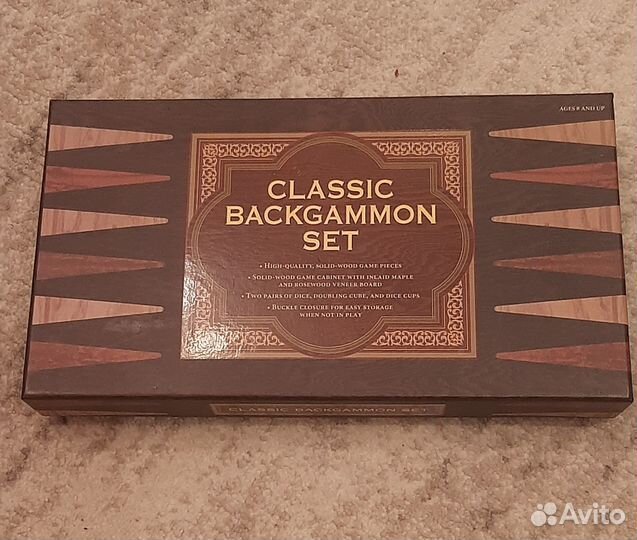 AGES 8 AND UP
CLASSIC
BACKGAMMON
SET
• HIGH-QUALITY, SOLID-WOOD GAME PIECES
• SOLID-WOOD GAME CABINET WITH INLAID MAPLE
AND ROSEWOOD VENEER BOARD
• TWO PAIRS OF DICE, DOUBLING CUBE, AND DICE CUPS
• BUCKLE CLOSURE FOR EASY STORAGE
WHEN NOT IN PLAY
CLASSIC BACKGAMMON SET
Avito